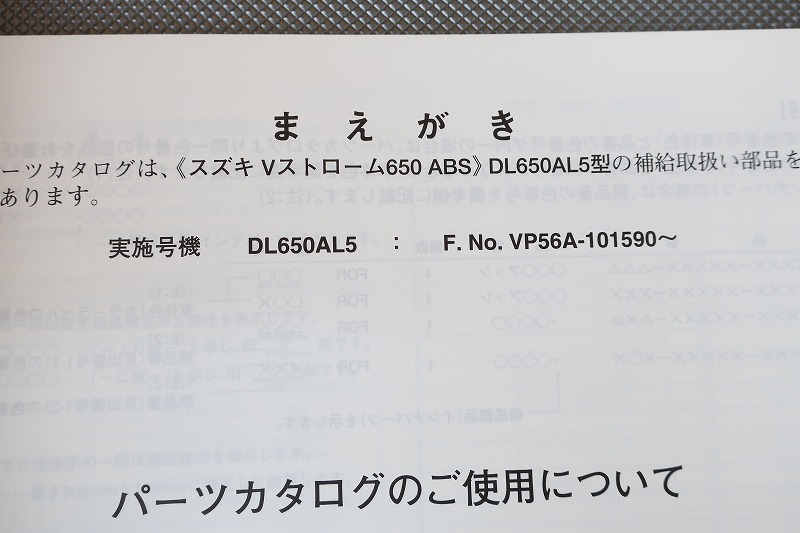 まえがき
ーツカタログは、《スズキ Vストローム650 ABS》DL650AL5型の補給取扱い部品を
あります。
実施号機 DL650AL5 : F. No. VP56A-101590〜
パーツカタログのご使用について